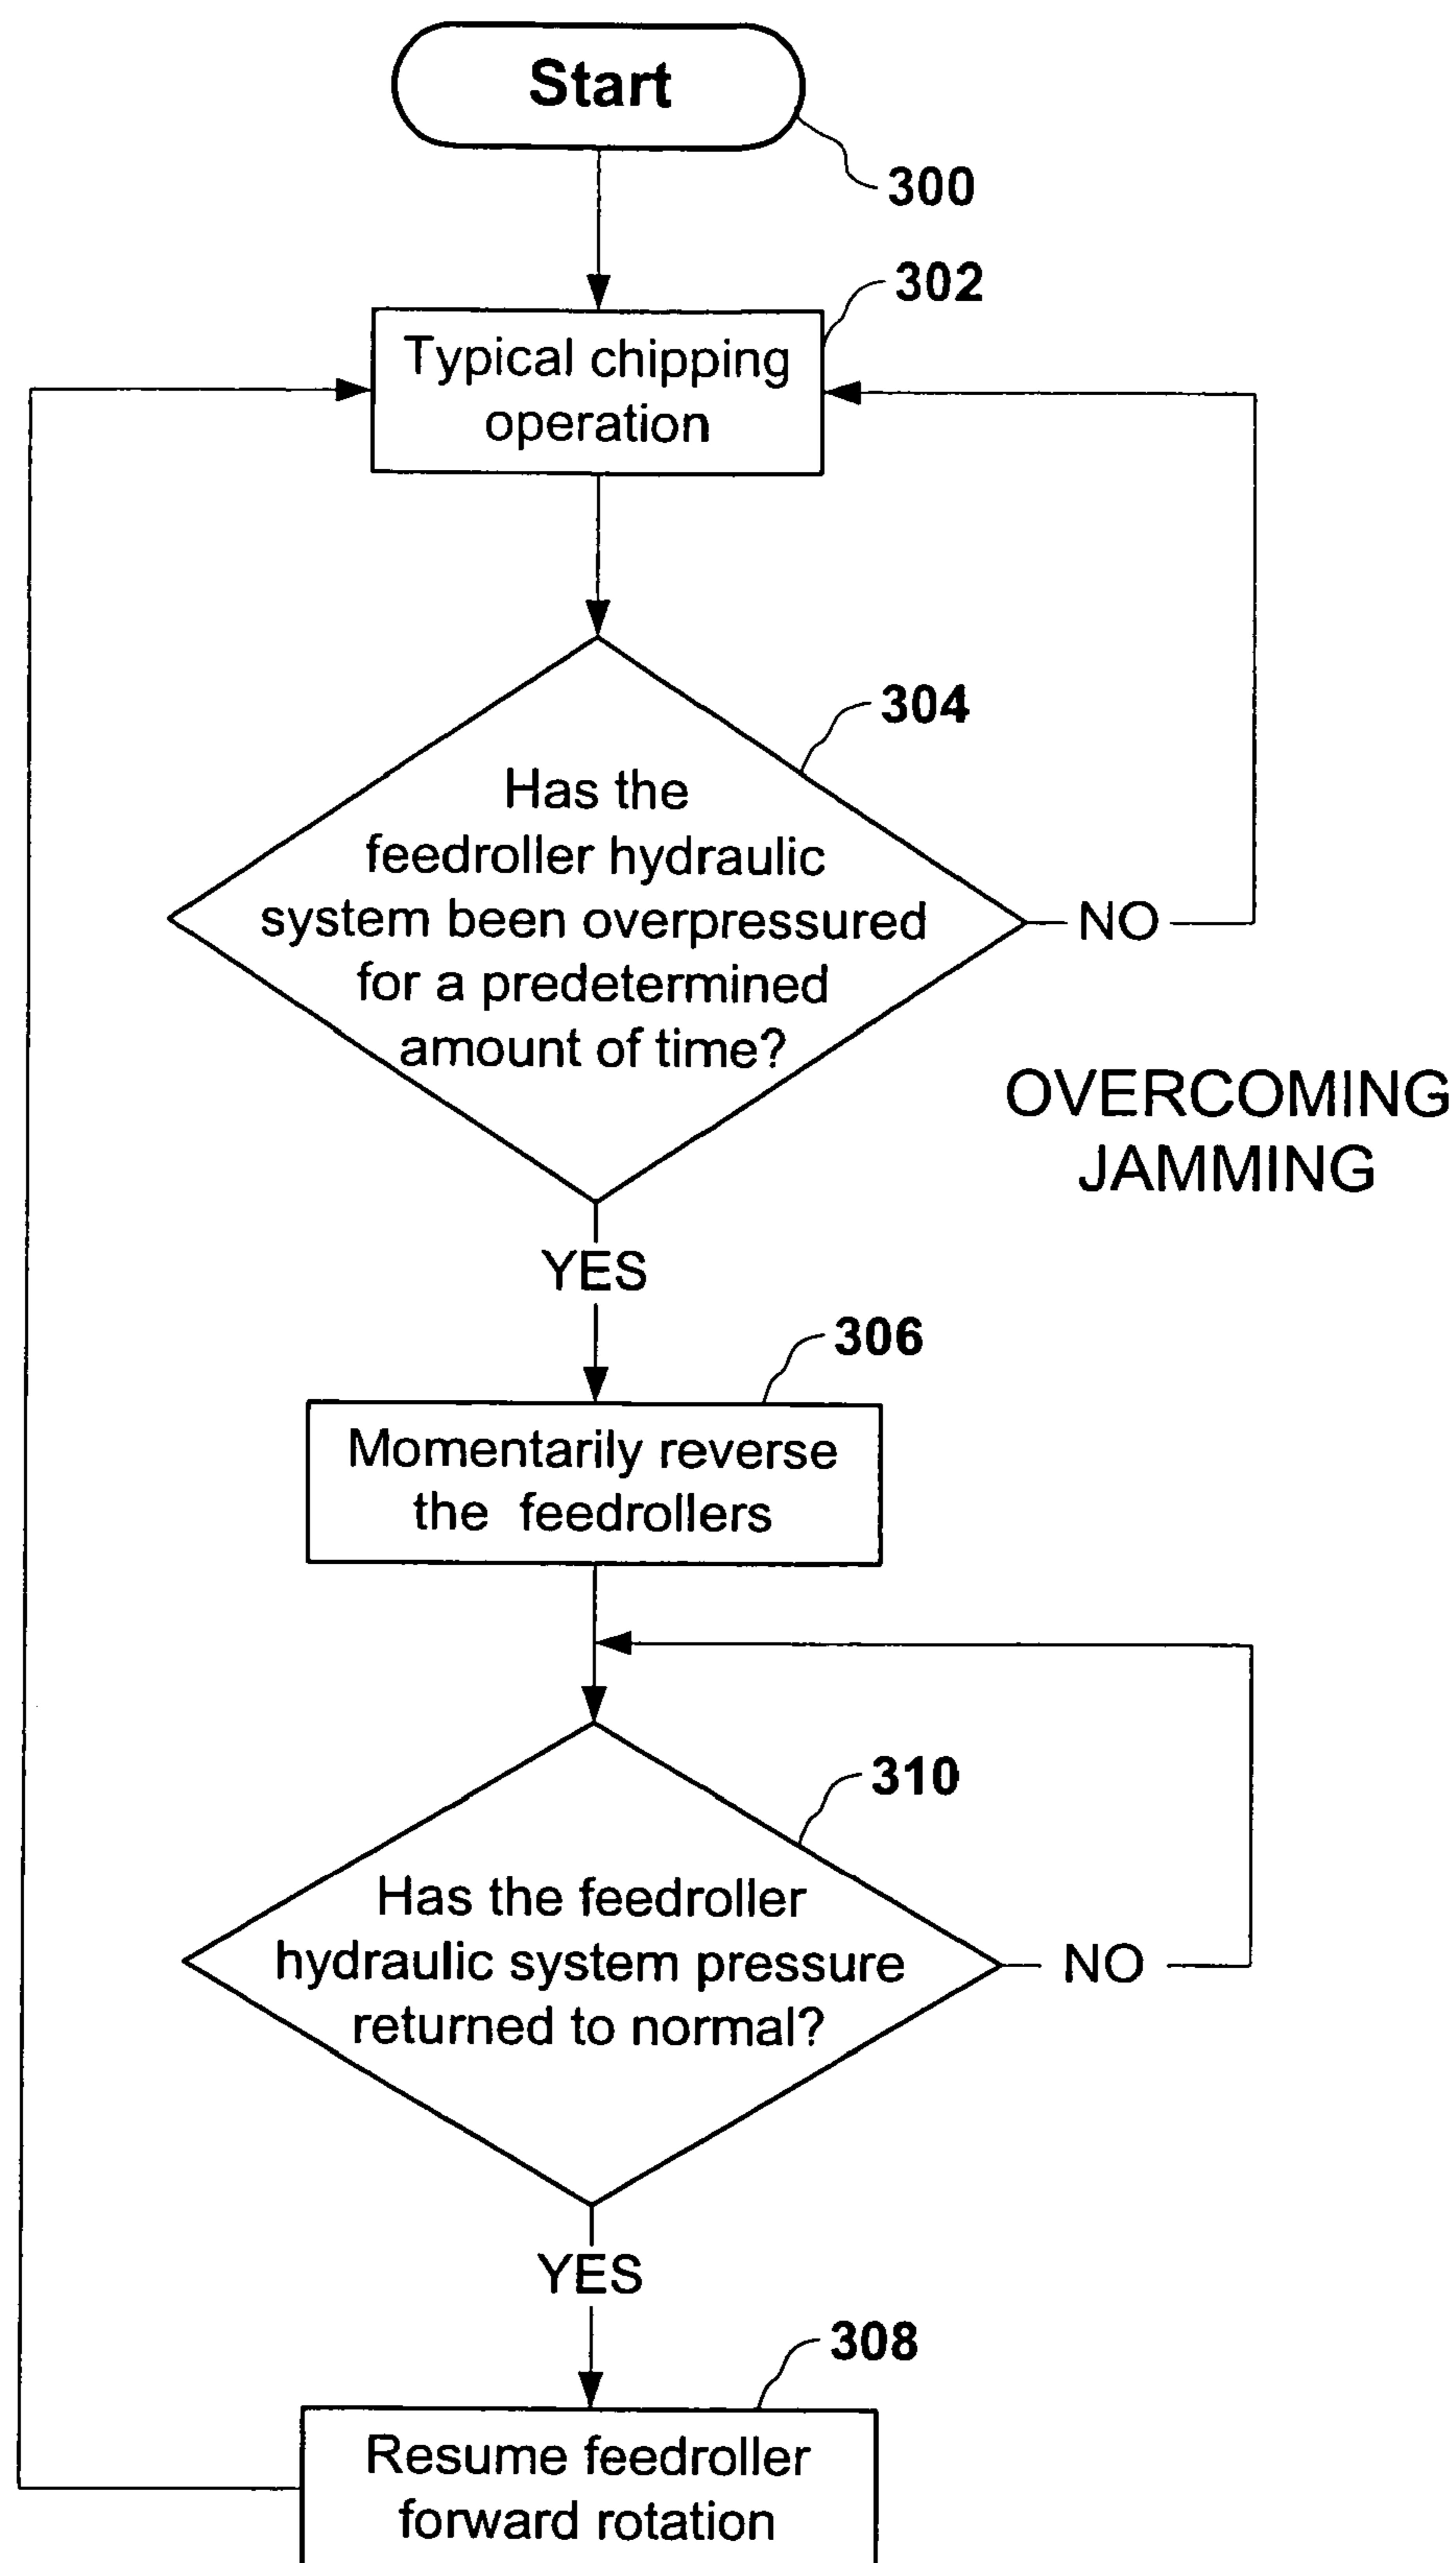 Start
300
302
Typical chipping
operation
304
Has the
feedroller hydraulic
system been overpressured
for a predetermined
amount of time?
NO
OVERCOMING
JAMMING
YES
306
Momentarily reverse
the feedrollers
310
Has the feedroller
hydraulic system pressure
returned to normal?
NO
YES
308
Resume feedroller
forward rotation